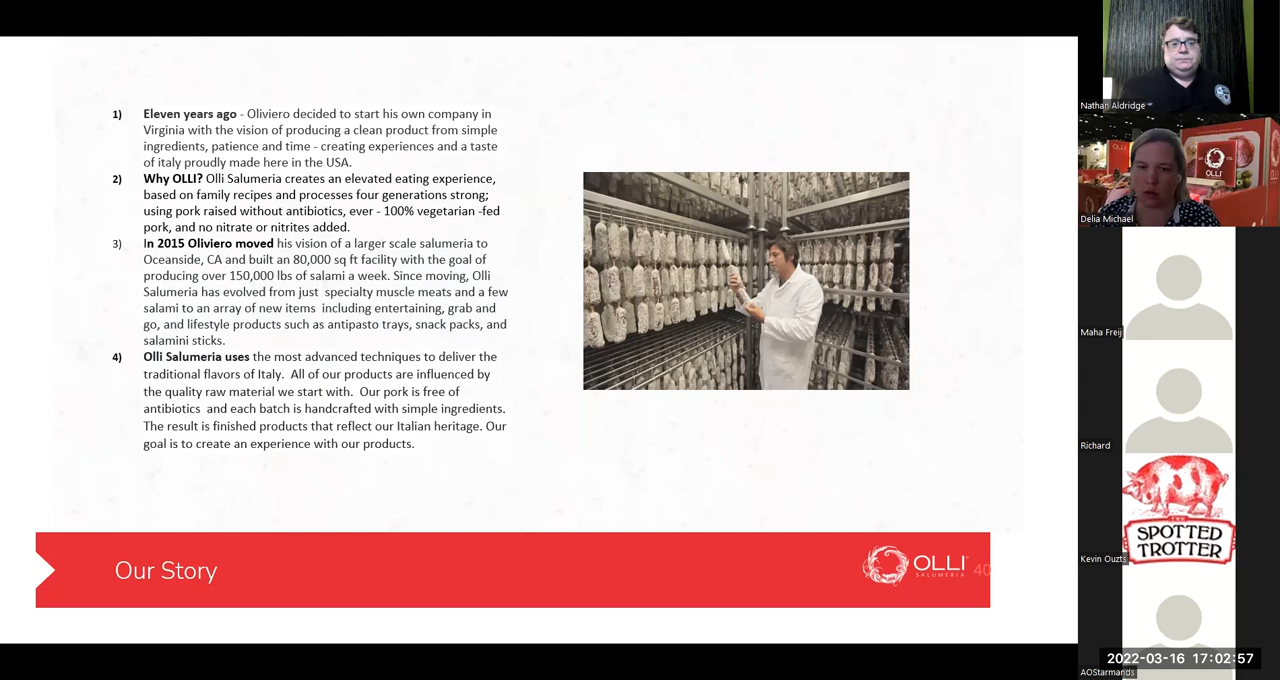 1) Eleven years ago - Oliviero decided to start his own company in
Virginia with the vision of producing a clean product from simple
ingredients, patience and time - creating experiences and a taste
of italy proudly made here in the USA.
2) Why OLLI? Olli Salumeria creates an elevated eating experience,
based on family recipes and processes four generations strong;
using pork raised without antibiotics, ever - 100% vegetarian -fed
pork, and no nitrate or nitrites added.
3) In 2015 Oliviero moved his vision of a larger scale salumeria to
Oceanside, CA and built an 80,000 sq ft facility with the goal of
producing over 150,000 lbs of salami a week. Since moving, Olli
Salumeria has evolved from just specialty muscle meats and a few
salami to an array of new items including entertaining, grab and
go, and lifestyle products such as antipasto trays, snack packs, and
salamini sticks.
4) Olli Salumeria uses the most advanced techniques to deliver the
traditional flavors of Italy. All of our products are influenced by
the quality raw material we start with. Our pork is free of
antibiotics and each batch is handcrafted with simple ingredients.
The result is finished products that reflect our Italian heritage. Our
goal is to create an experience with our products.
Our Story
OLLI
SALUMERIA
40
Nathan Aldridge
OLLI
OLLI
Delia Michael
Maha Freij
Richard
THE
SPOTTED
TROTTER
Kevin Ouzts
2022-03-16 17:02:57
AOStarmands